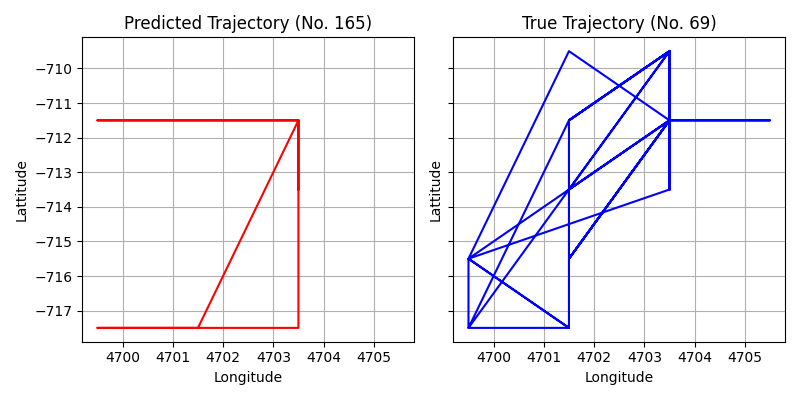 Predicted Trajectory (No. 165)
True Trajectory (No. 69)
Lattitude
−710
−711
−712
−713
−714
−715
−716
−717
4700 4701 4702 4703 4704 4705
Longitude
Lattitude
4700 4701 4702 4703 4704 4705
Longitude